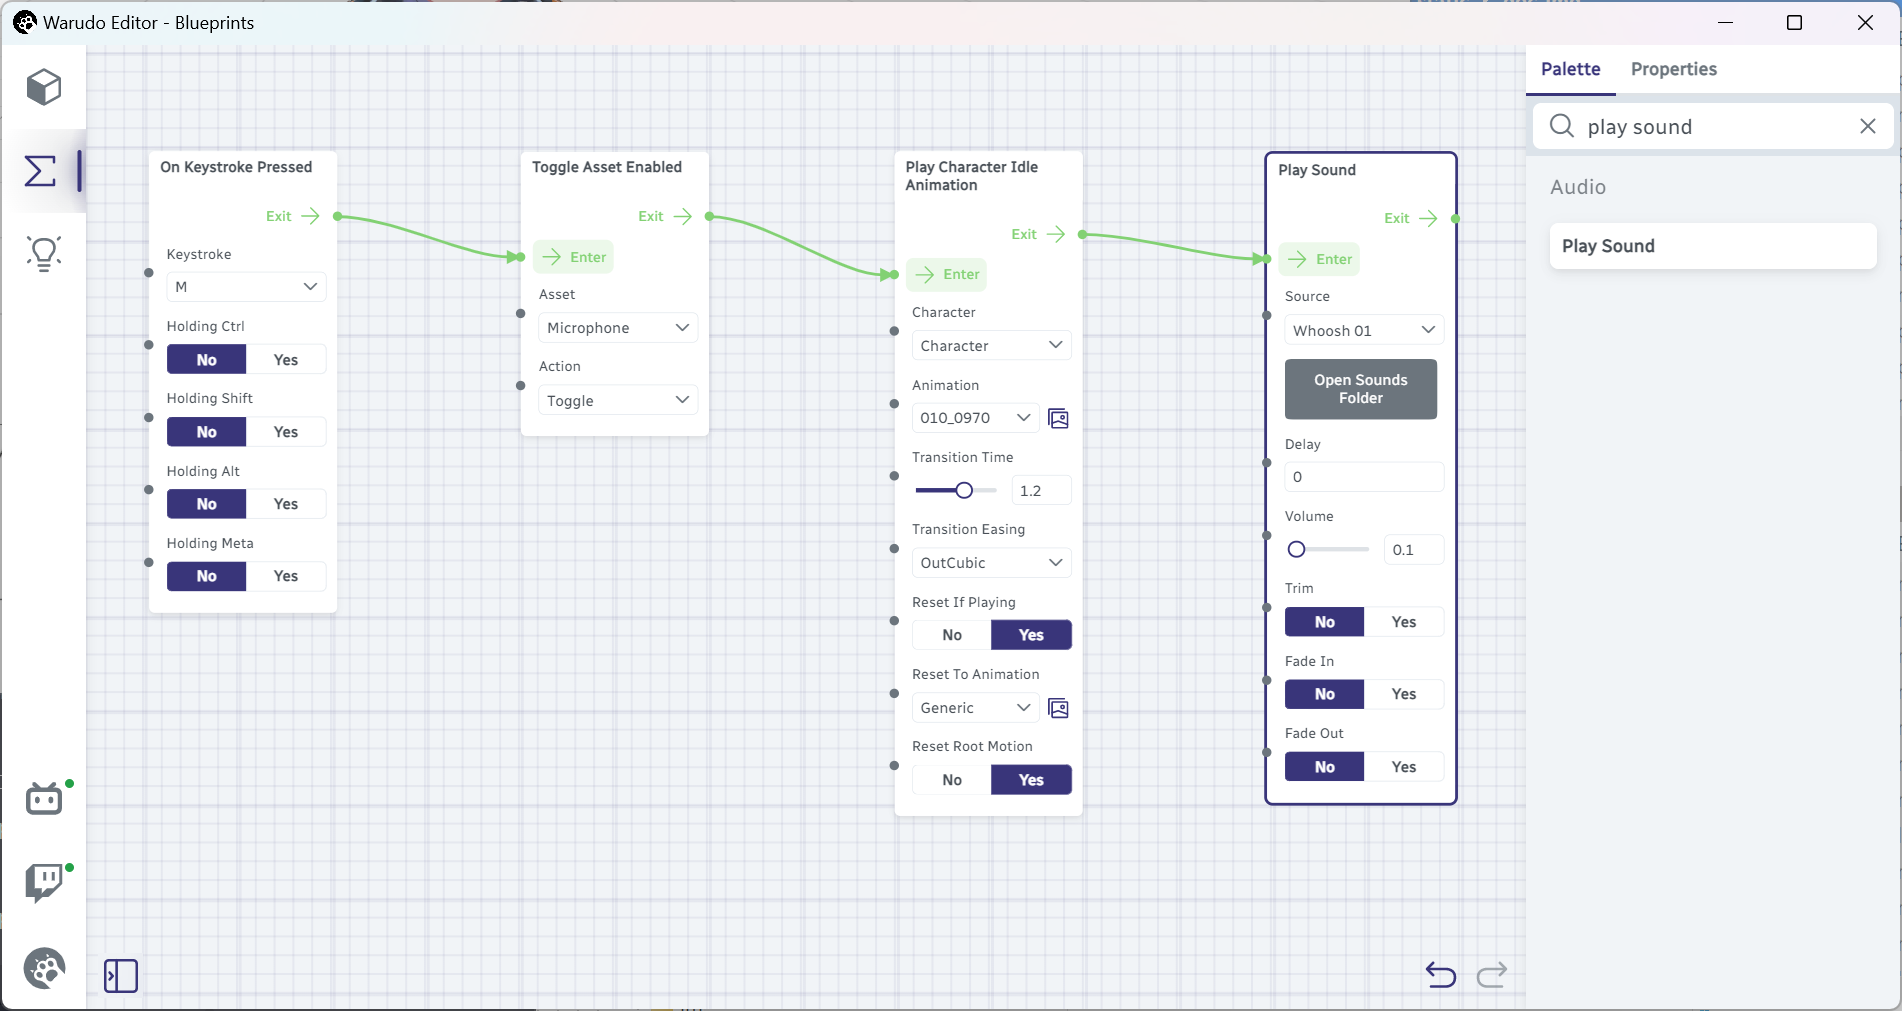 Warudo Editor - Blueprints
Palette
Properties
play sound
Audio
Play Sound
On Keystroke Pressed
Exit
Keystroke
M
Holding Ctrl
No
Yes
Holding Shift
No
Yes
Holding Alt
No
Yes
Holding Meta
No
Yes
Toggle Asset Enabled
Exit
Enter
Asset
Microphone
Action
Toggle
Play Character Idle
Animation
Exit
Enter
Character
Character
Animation
010_0970
Transition Time
1.2
Transition Easing
OutCubic
Reset If Playing
No
Yes
Reset To Animation
Generic
Reset Root Motion
No
Yes
Play Sound
Exit
Enter
Source
Whoosh 01
Open Sounds
Folder
Delay
0
Volume
0.1
Trim
No
Yes
Fade In
No
Yes
Fade Out
No
Yes